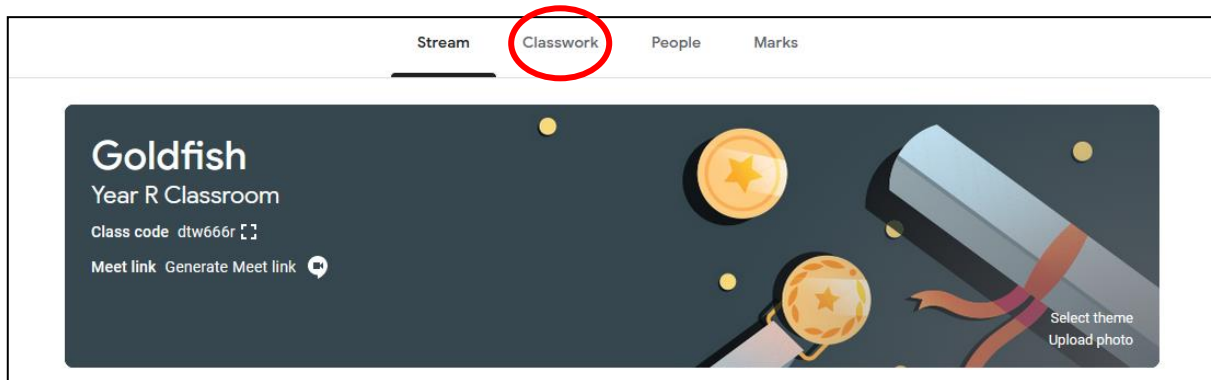 Stream Classwork People Marks
Goldfish
Year R Classroom
Class code dtw666r
Meet link Generate Meet link
Select theme
Upload photo